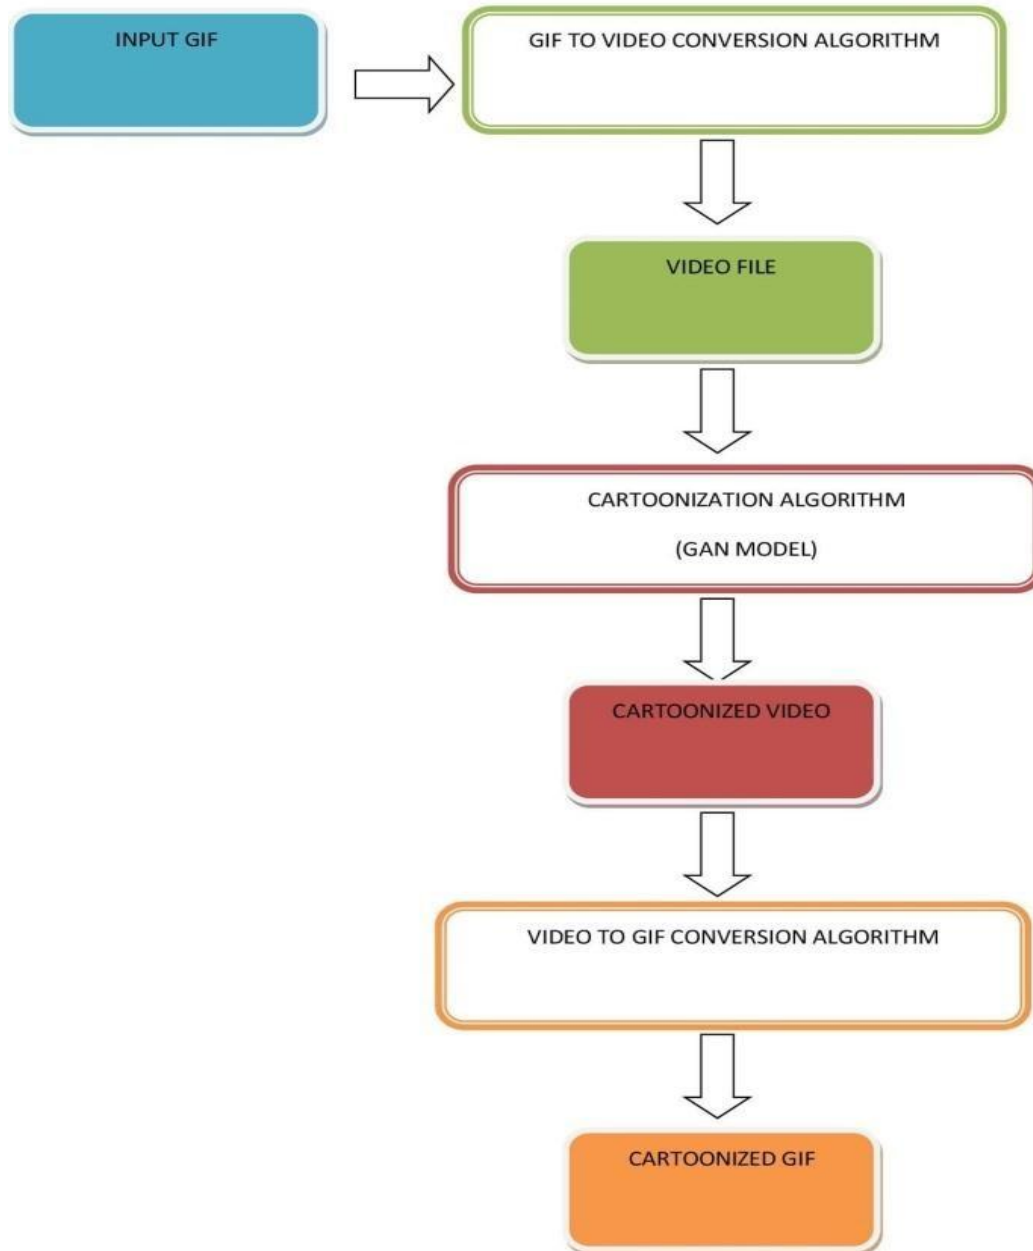 INPUT GIF
GIF TO VIDEO CONVERSION ALGORITHM
VIDEO FILE
CARTOONIZATION ALGORITHM
(GAN MODEL)
CARTOONIZED VIDEO
VIDEO TO GIF CONVERSION ALGORITHM
CARTOONIZED GIF